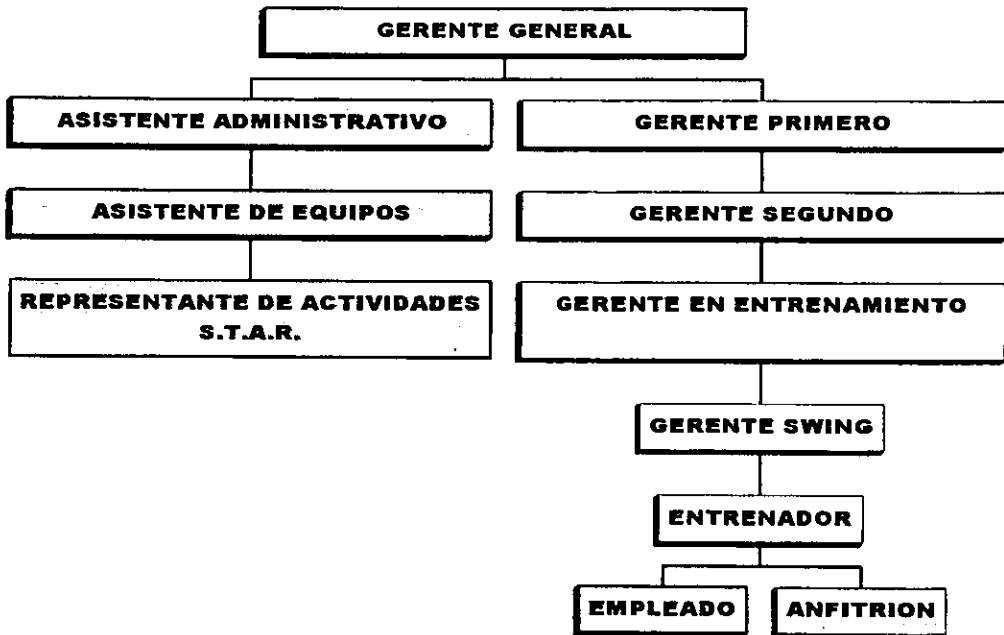 GERENTE GENERAL
ASISTENTE ADMINISTRATIVO
GERENTE PRIMERO
ASISTENTE DE EQUIPOS
GERENTE SEGUNDO
REPRESENTANTE DE ACTIVIDADES
S.T.A.R.
GERENTE EN ENTRENAMIENTO
GERENTE SWING
ENTRENADOR
EMPLEADO
ANFITRION